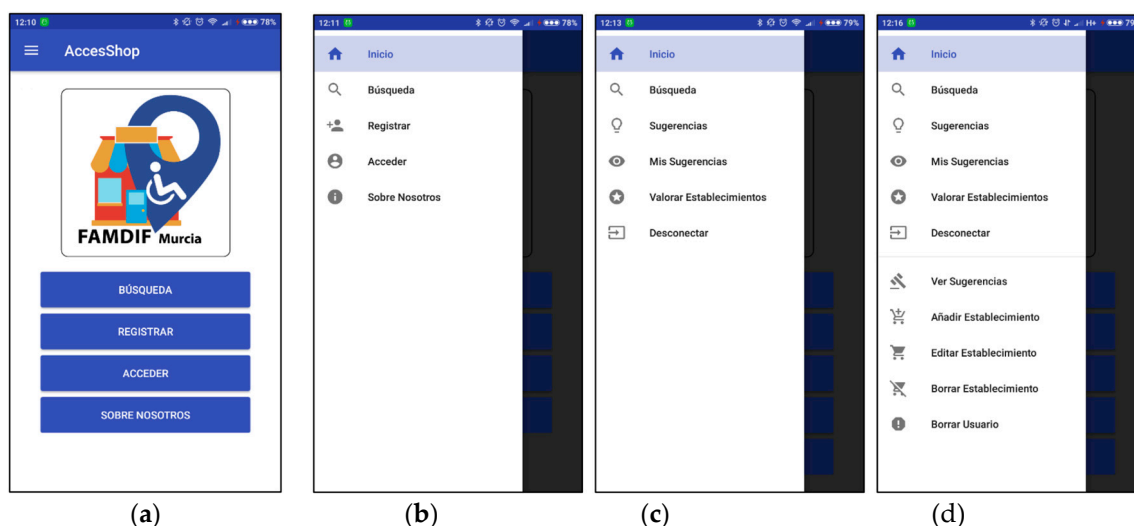 12:10 78%
AccesShop
FAMDIF Murcia
BÚSQUEDA
REGISTRAR
ACCEDER
SOBRE NOSOTROS
(a)
12:11 78%
Inicio
Búsqueda
Registrar
Acceder
Sobre Nosotros
(b)
12:13 79%
Inicio
Búsqueda
Sugerencias
Mis Sugerencias
Valorar Establecimientos
Desconectar
(c)
12:16 H+ 79
Inicio
Búsqueda
Sugerencias
Mis Sugerencias
Valorar Establecimientos
Desconectar
Ver Sugerencias
Añadir Establecimiento
Editar Establecimiento
Borrar Establecimiento
Borrar Usuario
(d)